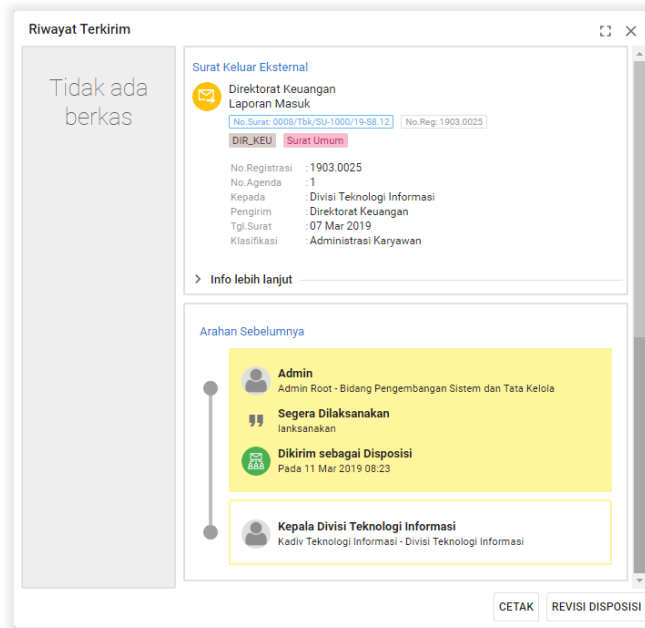 Riwayat Terkirim
Tidak ada
berkas
Surat Keluar Eksternal
Direktorat Keuangan
Laporan Masuk
No.Surat: 0008/Tbk/SU-1000/19-S8.12 No.Reg: 1903.0025
DIR_KEU Surat Umum
No.Registrasi : 1903.0025
No.Agenda : 1
Kepada : Divisi Teknologi Informasi
Pengirim : Direktorat Keuangan
Tgl.Surat : 07 Mar 2019
Klasifikasi : Administrasi Karyawan
Info lebih lanjut
Arahan Sebelumnya
Admin
Admin Root - Bidang Pengembangan Sistem dan Tata Kelola
Segera Dilaksanakan
lanksanakan
Dikirim sebagai Disposisi
Pada 11 Mar 2019 08:23
Kepala Divisi Teknologi Informasi
Kadiv Teknologi Informasi - Divisi Teknologi Informasi
CETAK REVISI DISPOSISI